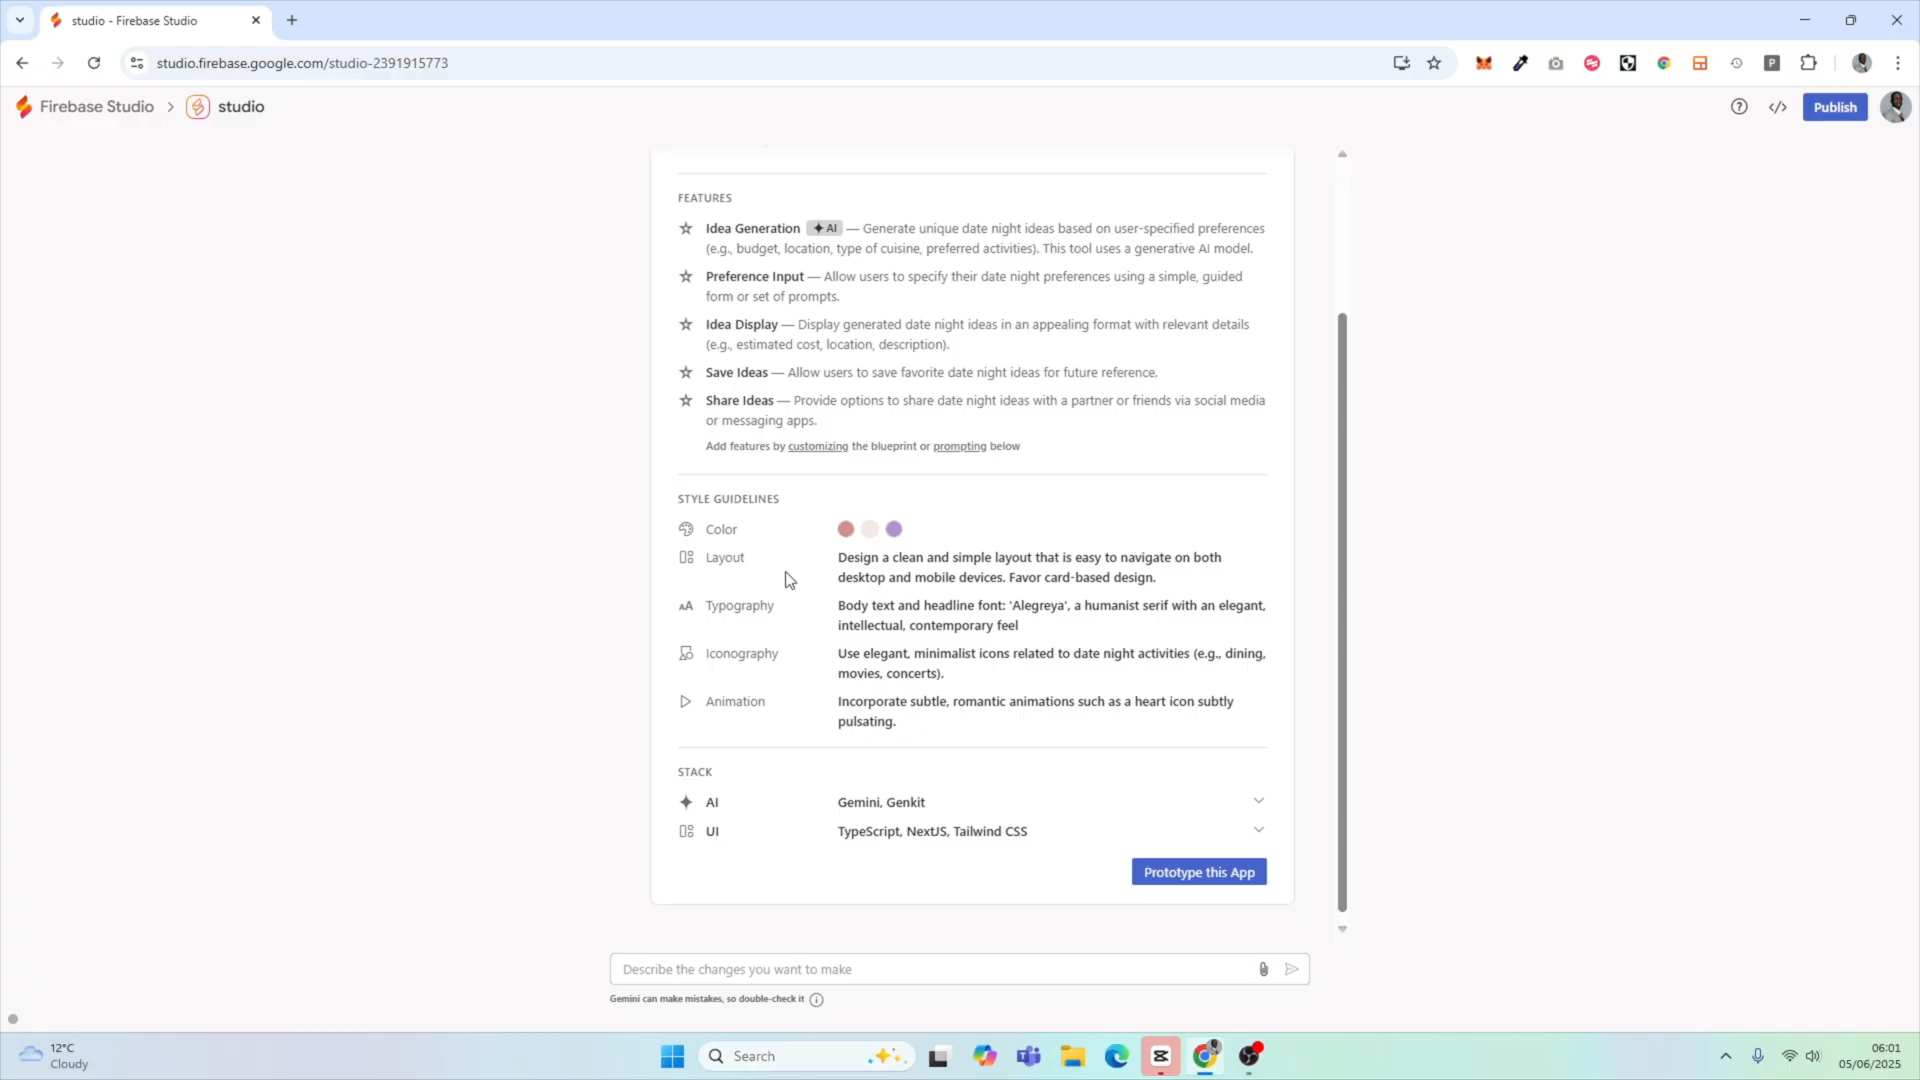 studio - Firebase Studio
studio.firebase.google.com/studio-2391915773
Firebase Studio > studio
Publish
FEATURES
Idea Generation AI — Generate unique date night ideas based on user-specified preferences
(e.g., budget, location, type of cuisine, preferred activities). This tool uses a generative AI model.
Preference Input — Allow users to specify their date night preferences using a simple, guided
form or set of prompts.
Idea Display — Display generated date night ideas in an appealing format with relevant details
(e.g., estimated cost, location, description).
Save Ideas — Allow users to save favorite date night ideas for future reference.
Share Ideas — Provide options to share date night ideas with a partner or friends via social media
or messaging apps.
Add features by customizing the blueprint or prompting below
STYLE GUIDELINES
Color
Layout Design a clean and simple layout that is easy to navigate on both
desktop and mobile devices. Favor card-based design.
AA Typography Body text and headline font: 'Alegreya', a humanist serif with an elegant,
intellectual, contemporary feel
Iconography Use elegant, minimalist icons related to date night activities (e.g., dining,
movies, concerts).
Animation Incorporate subtle, romantic animations such as a heart icon subtly
pulsating.
STACK
AI Gemini, Genkit
UI TypeScript, NextJS, Tailwind CSS
Prototype this App
Describe the changes you want to make
Gemini can make mistakes, so double-check it
12°C
Cloudy
Search
06:01
05/06/2025